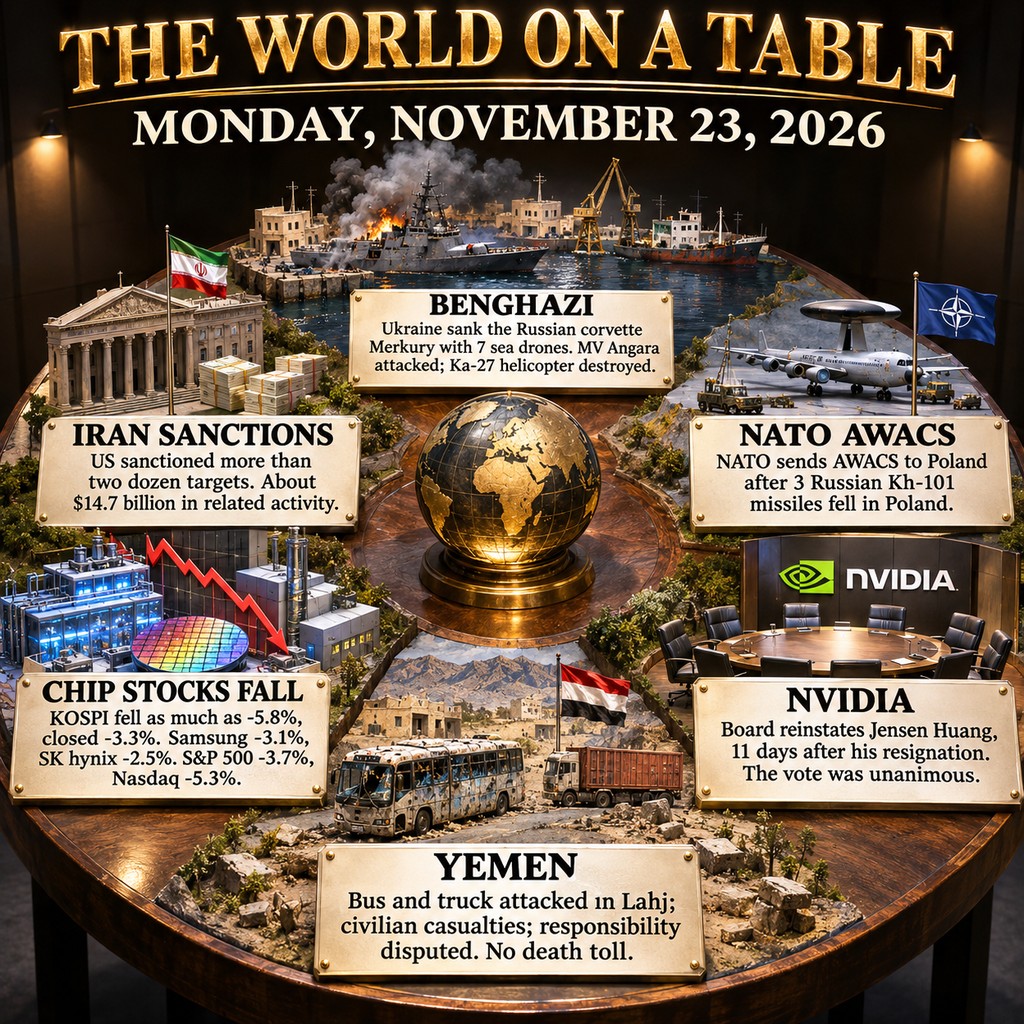 THE WORLD ON A TABLE
MONDAY, NOVEMBER 23, 2026
BENGHAZI
Ukraine sank the Russian corvette
Merkury with 7 sea drones. MV Angara
attacked; Ka-27 helicopter destroyed.
IRAN SANCTIONS
US sanctioned more than
two dozen targets. About
$14.7 billion in related activity.
NATO AWACS
NATO sends AWACS to Poland
after 3 Russian Kh-101
missiles fell in Poland.
CHIP STOCKS FALL
KOSPI fell as much as -5.8%,
closed -3.3%. Samsung -3.1%,
SK hynix -2.5%. S&P 500 -3.7%,
Nasdaq -5.3%.
NVIDIA
NVIDIA
Board reinstates Jensen Huang,
11 days after his resignation.
The vote was unanimous.
YEMEN
Bus and truck attacked in Lahj;
civilian casualties; responsibility
disputed. No death toll.